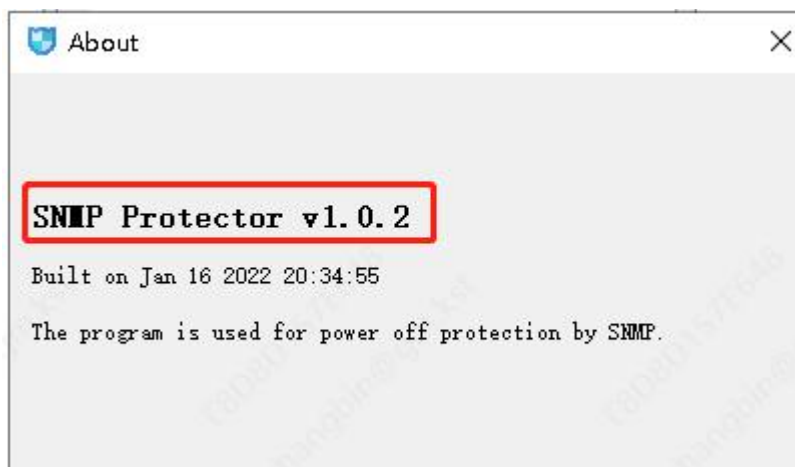 About
SNMP Protector v1.0.2
Built on Jan 16 2022 20:34:55
The program is used for power off protection by SNMP.